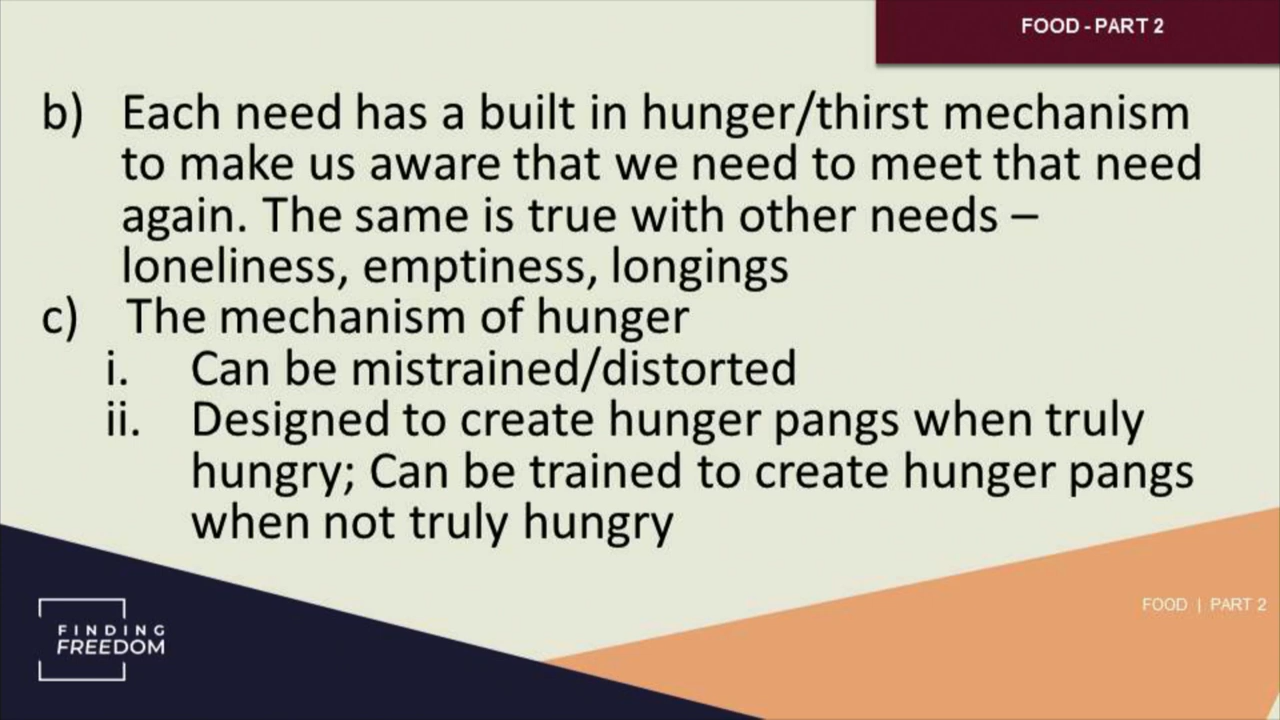 FOOD - PART 2
b) Each need has a built in hunger/thirst mechanism
to make us aware that we need to meet that need
again. The same is true with other needs –
loneliness, emptiness, longings
c) The mechanism of hunger
i. Can be mistrained/distorted
ii. Designed to create hunger pangs when truly
hungry; Can be trained to create hunger pangs
when not truly hungry
FOOD | PART 2
FINDING
FREEDOM